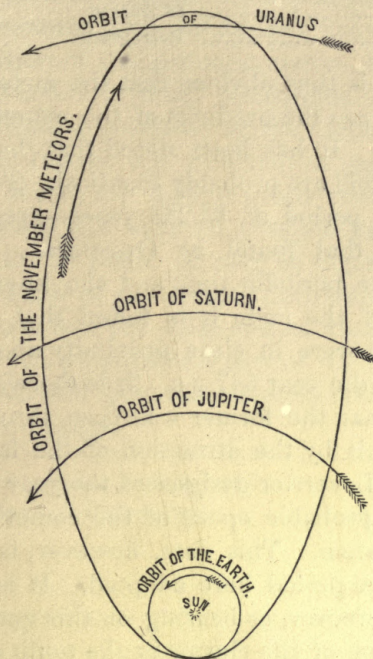 ORBIT OF URANUS
ORBIT OF THE NOVEMBER METEORS.
ORBIT OF SATURN.
ORBIT OF JUPITER.
ORBIT OF THE EARTH.
SUN